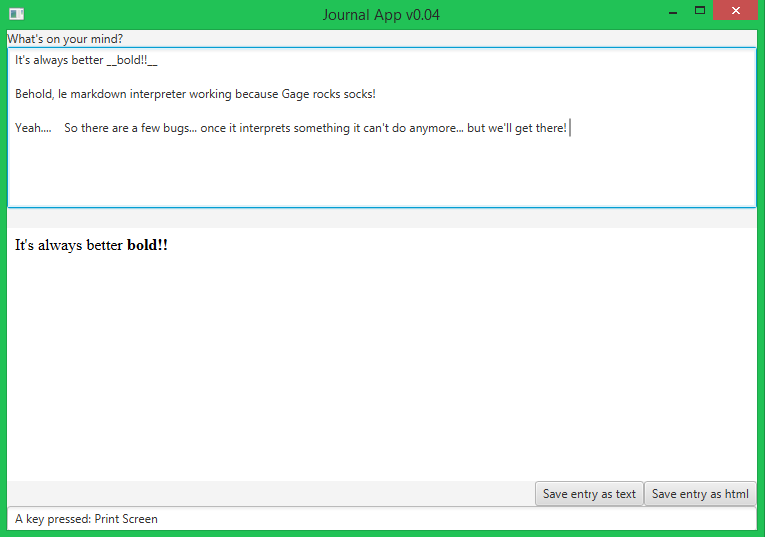 Journal App v0.04
What's on your mind?
It's always better __bold!!__
Behold, le markdown interpreter working because Gage rocks socks!
Yeah.... So there are a few bugs... once it interprets something it can't do anymore... but we'll get there!
It's always better bold!!
Save entry as text Save entry as html
A key pressed: Print Screen